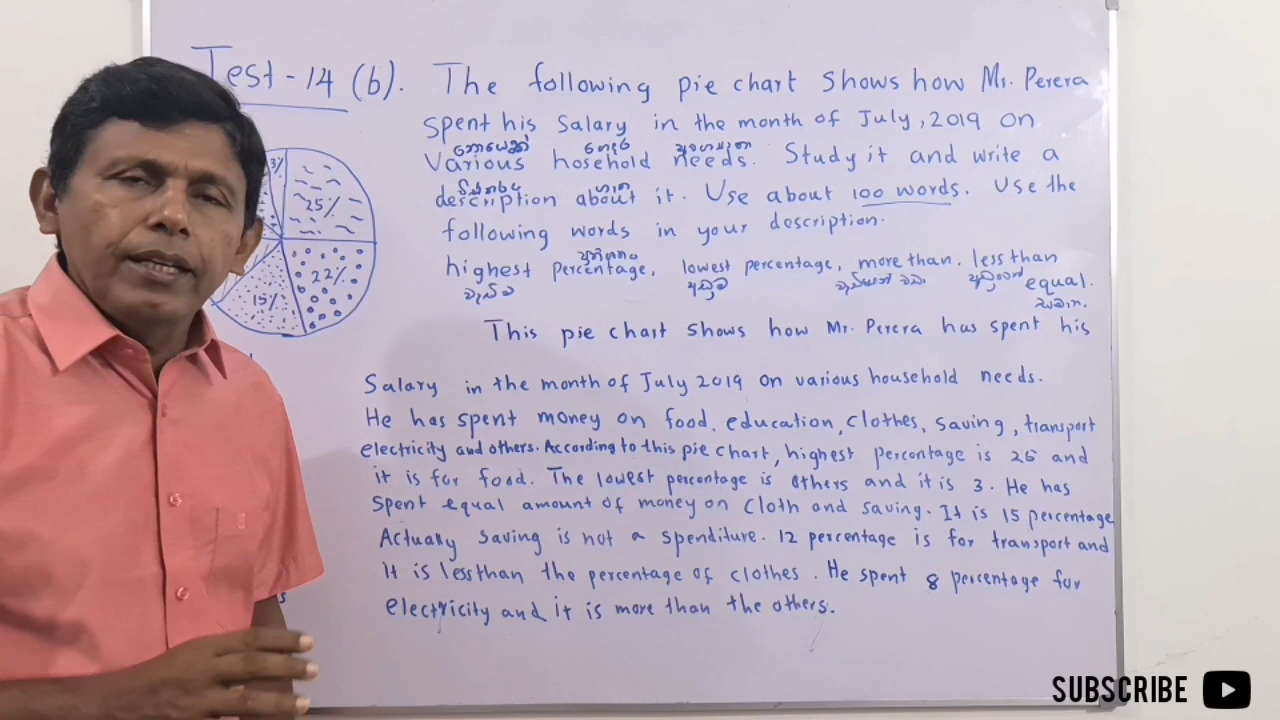 Test - 14 (b). The following pie chart shows how Mr. Perera
spent his salary in the month of July, 2019 on
various hosehold needs. Study it and write a
description about it. Use about 100 words. Use the
following words in your doscription.
highest percentage, lowest percentage, more than. less than
වැඩිම අඩුම
equal.
සමාන.
3%
25%
22%
15%
This pie chart shows how Mr. Perera has spent his
Salary in the month of July 2019 on various household needs.
He has spent money on food, education, clothes, saving, transport
electricity and others. According to this pie chart, highest percentage is 25 and
it is for food. The lowest percentage is others and it is 3. He has
spent equal amount of money on cloth and saving. It is 15 percentage
Actually saving is not a spenditure. 12 percentage is for transport and
It is less than the percentage of clothes. He spent 8 percentage for
electricity and it is more than the others.
SUBSCRIBE